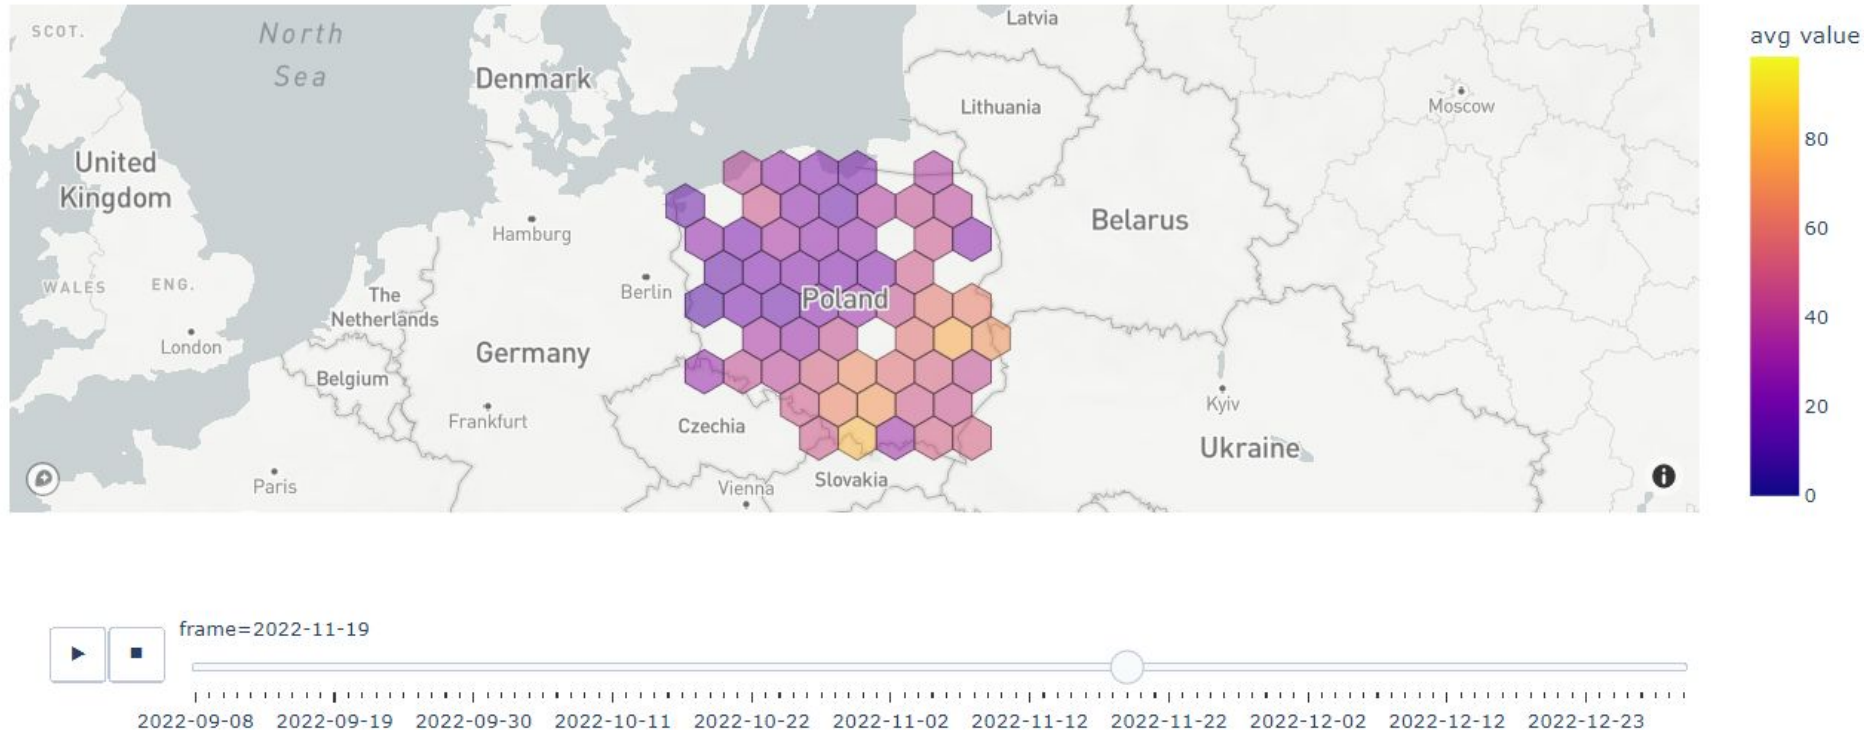 SCOT.
North
Sea
Denmark
Latvia
Lithuania
Moscow
United
Kingdom
Hamburg
Belarus
WALES
ENG.
The
Netherlands
Berlin
Poland
London
Germany
Belgium
Frankfurt
Czechia
Kyiv
Ukraine
Paris
Vienna
Slovakia
avg value
80
60
40
20
0
frame=2022-11-19
2022-09-08 2022-09-19 2022-09-30 2022-10-11 2022-10-22 2022-11-02 2022-11-12 2022-11-22 2022-12-02 2022-12-12 2022-12-23